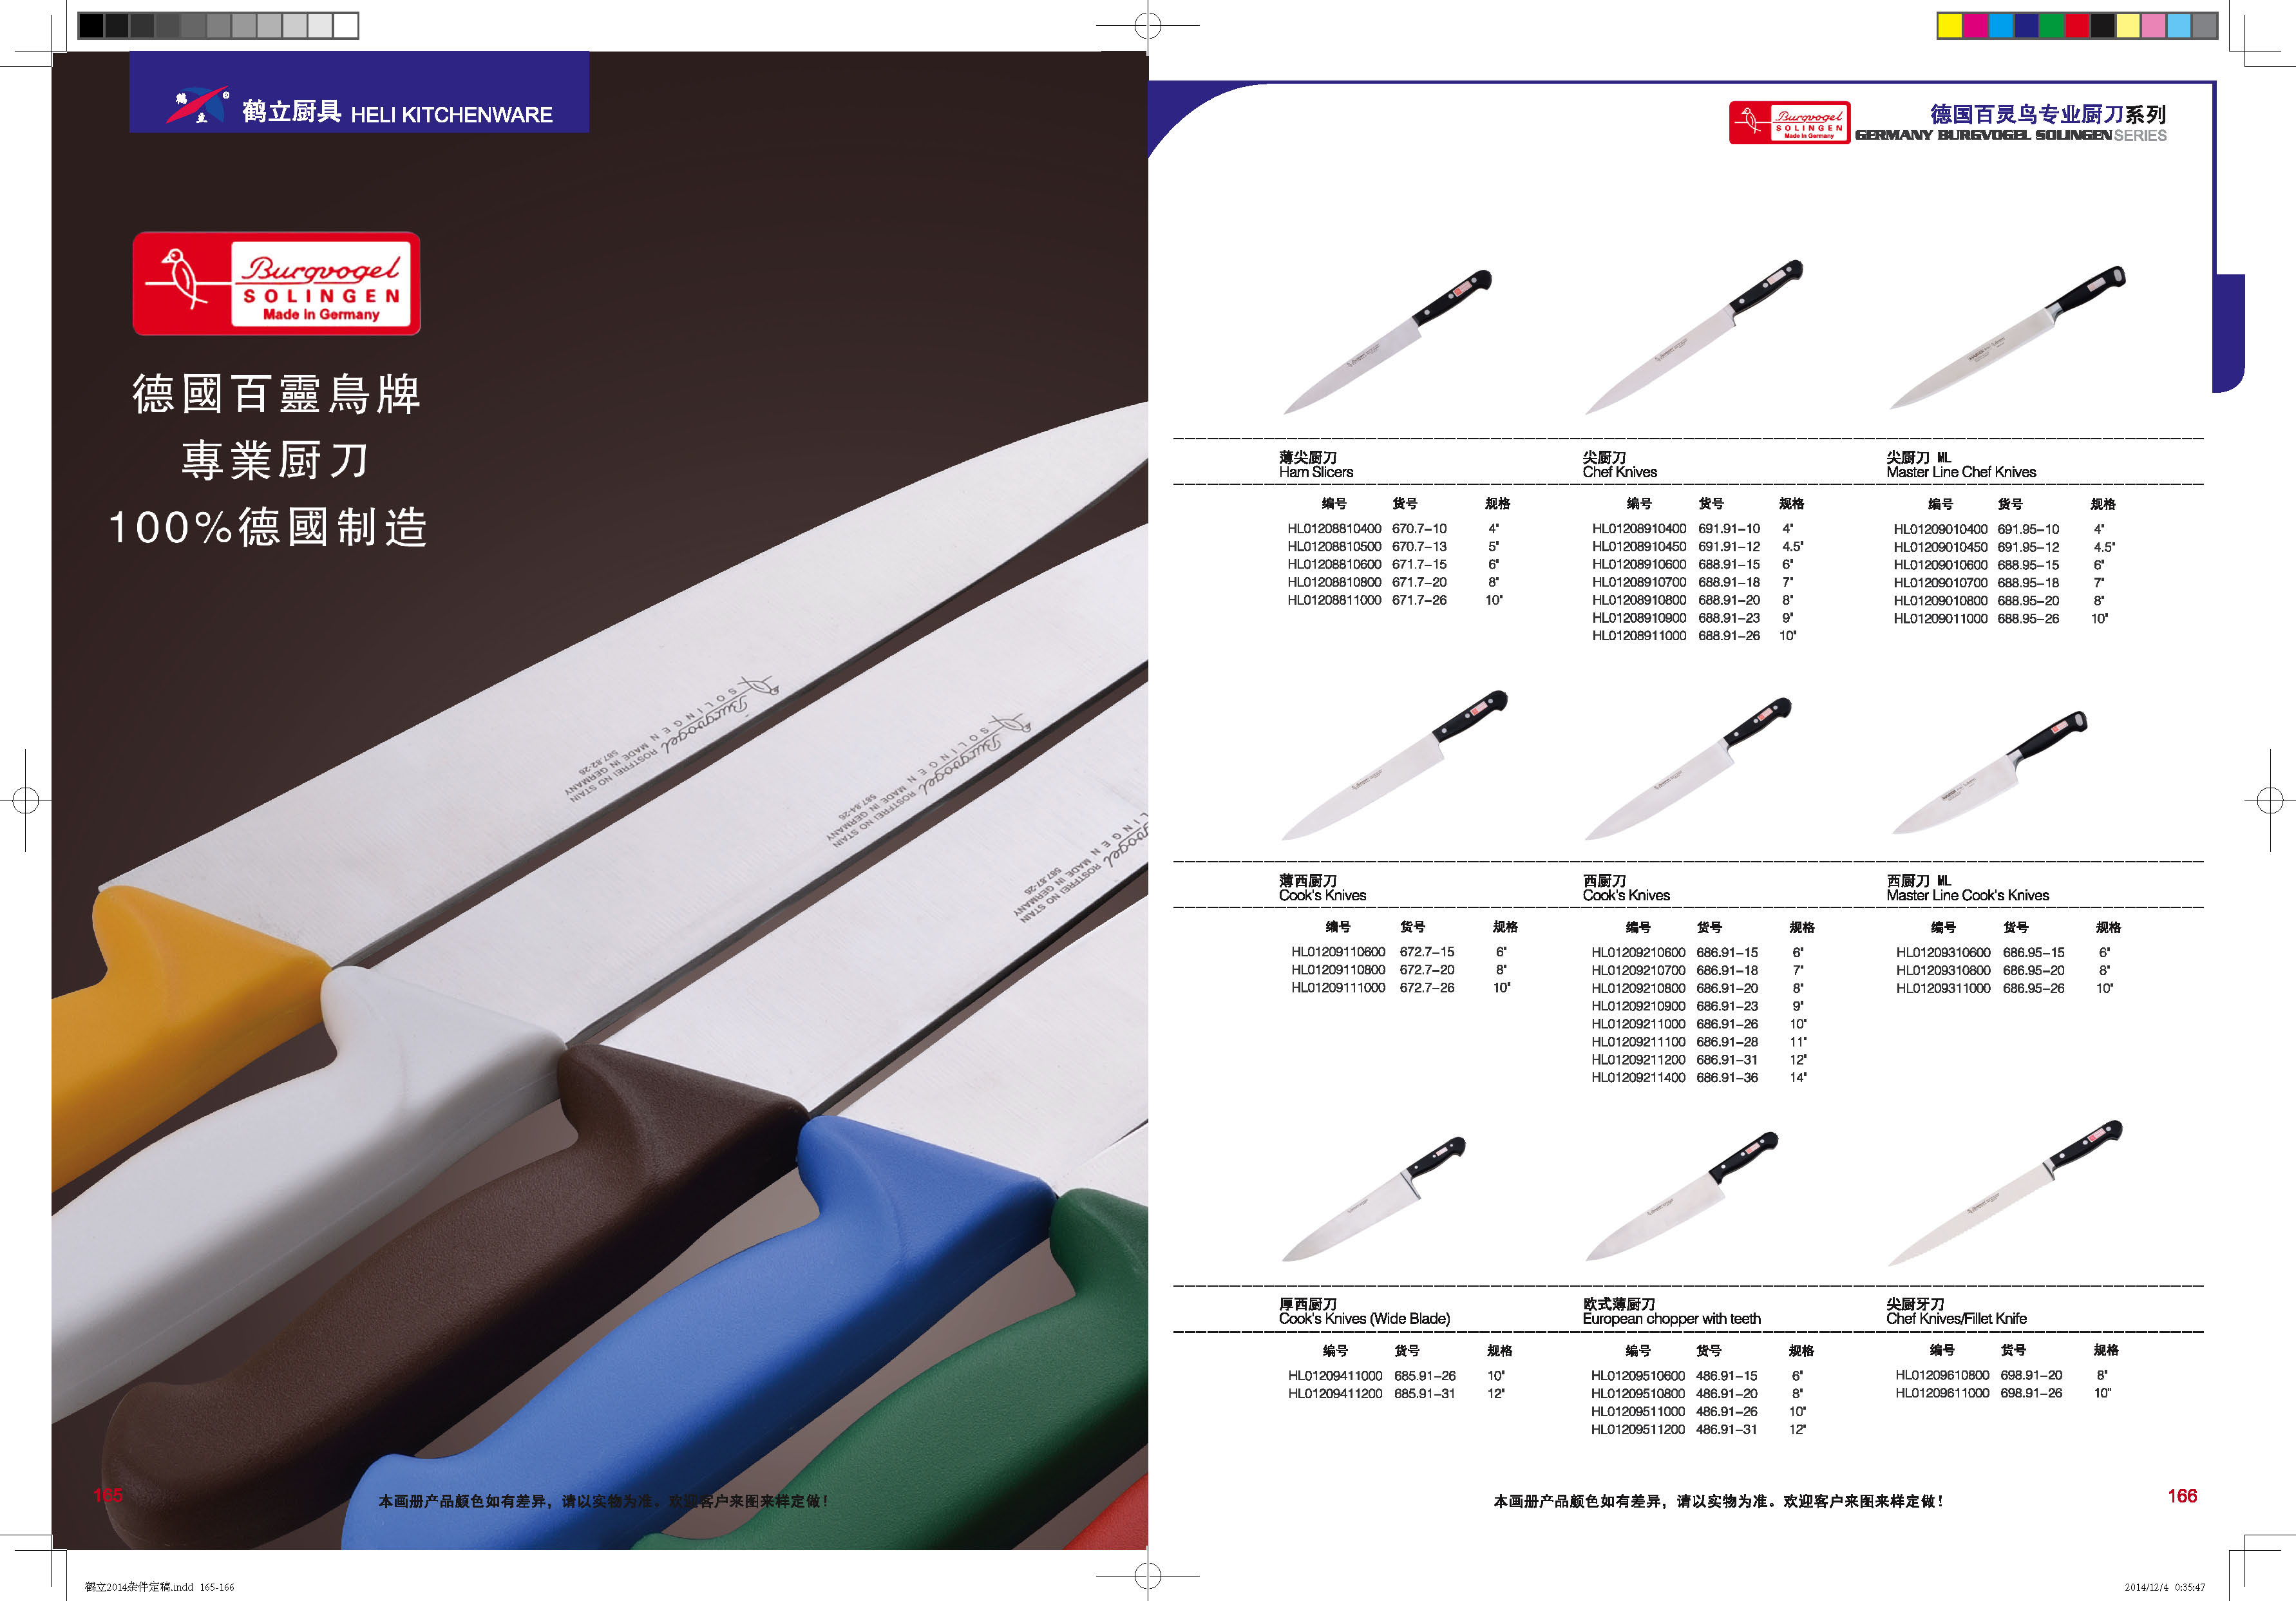 鹤立厨具 HELI KITCHENWARE
Burgvogel
SOLINGEN
Made in Germany
德國百靈鳥牌
專業厨刀
100%德國制造
Burgvogel
SOLINGEN
ROSTFREI NO STAIN
MADE IN GERMANY
587.82-26
Burgvogel
SOLINGEN
ROSTFREI NO STAIN
MADE IN GERMANY
587.84-26
ROSTFREI NO STAIN
MADE IN GERMANY
587.87-26
165
本画册产品颜色如有差异，请以实物为准。欢迎客户来图来样定做！
Burgvogel
SOLINGEN
Made in Germany
德国百灵鸟专业厨刀系列
GERMANY BURGVOGEL SOLINGEN SERIES
薄尖厨刀
Ham Slicers
编号 货号 规格
HL01208810400 670.7-10 4"
HL01208810500 670.7-13 5"
HL01208810600 671.7-15 6"
HL01208810800 671.7-20 8"
HL01208811000 671.7-26 10"
尖厨刀
Chef Knives
编号 货号 规格
HL01208910400 691.91-10 4"
HL01208910450 691.91-12 4.5"
HL01208910600 688.91-15 6"
HL01208910700 688.91-18 7"
HL01208910800 688.91-20 8"
HL01208910900 688.91-23 9"
HL01208911000 688.91-26 10"
尖厨刀 ML
Master Line Chef Knives
编号 货号 规格
HL01209010400 691.95-10 4"
HL01209010450 691.95-12 4.5"
HL01209010600 688.95-15 6"
HL01209010700 688.95-18 7"
HL01209010800 688.95-20 8"
HL01209011000 688.95-26 10"
薄西厨刀
Cook's Knives
编号 货号 规格
HL01209110600 672.7-15 6"
HL01209110800 672.7-20 8"
HL01209111000 672.7-26 10"
西厨刀
Cook's Knives
编号 货号 规格
HL01209210600 686.91-15 6"
HL01209210700 686.91-18 7"
HL01209210800 686.91-20 8"
HL01209210900 686.91-23 9"
HL01209211000 686.91-26 10"
HL01209211100 686.91-28 11"
HL01209211200 686.91-31 12"
HL01209211400 686.91-36 14"
西厨刀 ML
Master Line Cook's Knives
编号 货号 规格
HL01209310600 686.95-15 6"
HL01209310800 686.95-20 8"
HL01209311000 686.95-26 10"
厚西厨刀
Cook's Knives (Wide Blade)
编号 货号 规格
HL01209411000 685.91-26 10"
HL01209411200 685.91-31 12"
欧式薄厨刀
European chopper with teeth
编号 货号 规格
HL01209510600 486.91-15 6"
HL01209510800 486.91-20 8"
HL01209511000 486.91-26 10"
HL01209511200 486.91-31 12"
尖厨牙刀
Chef Knives/Fillet Knife
编号 货号 规格
HL01209610800 698.91-20 8"
HL01209611000 698.91-26 10"
本画册产品颜色如有差异，请以实物为准。欢迎客户来图来样定做！
166
鹤立2014杂件定稿.indd 165-166
2014/12/4 0:35:47